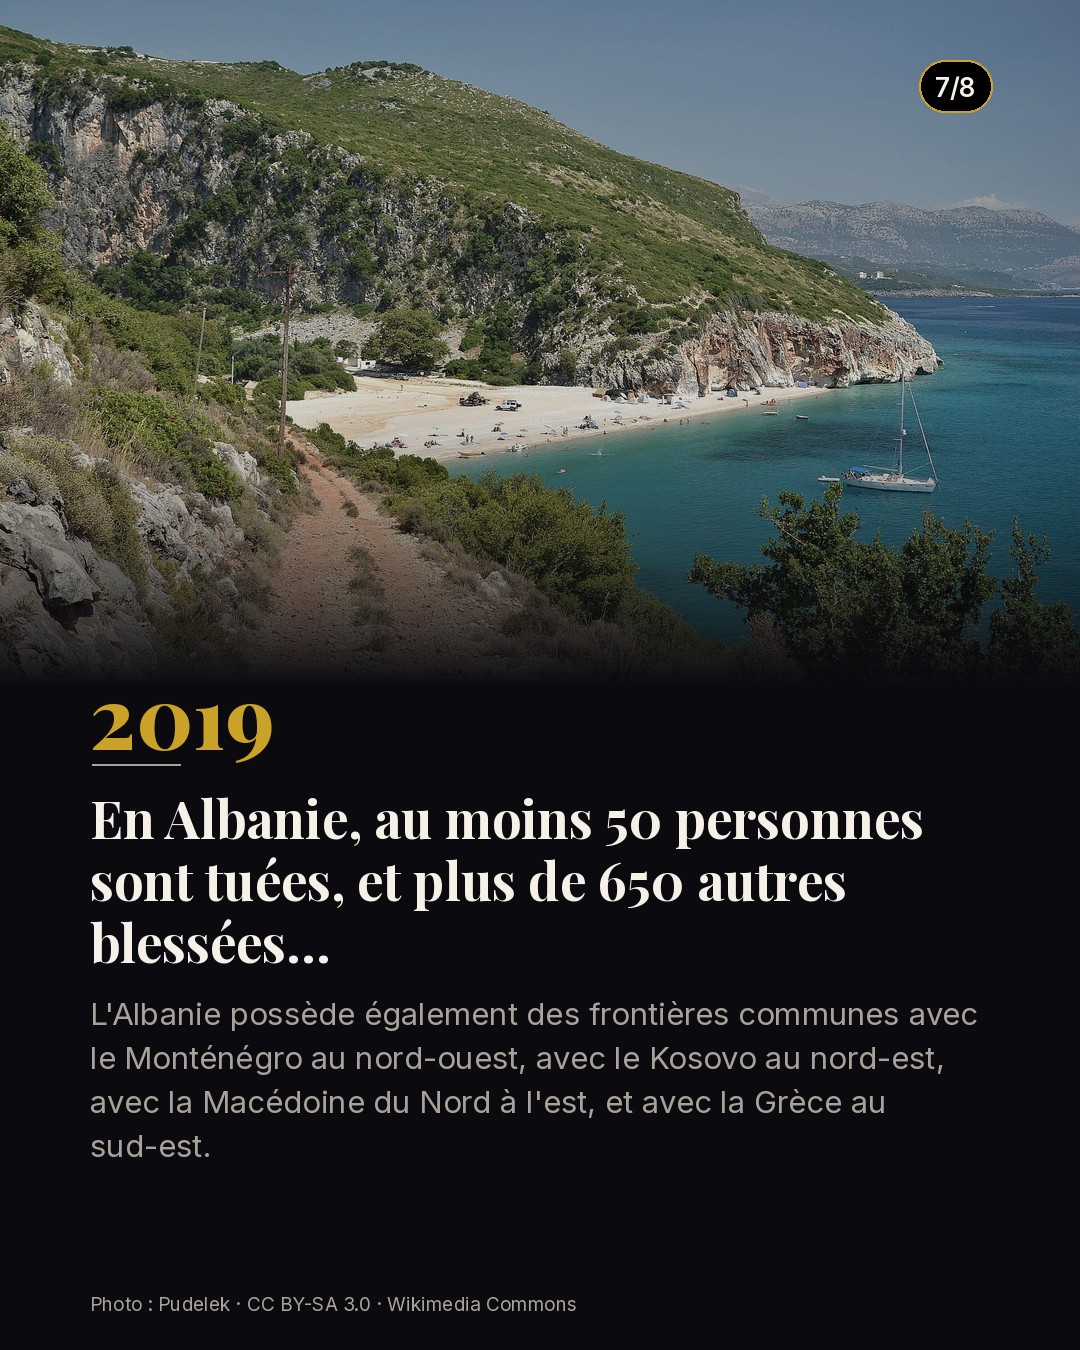 7/8
2019
En Albanie, au moins 50 personnes
sont tuées, et plus de 650 autres
blessées...
L'Albanie possède également des frontières communes avec
le Monténégro au nord-ouest, avec le Kosovo au nord-est,
avec la Macédoine du Nord à l'est, et avec la Grèce au
sud-est.
Photo : Pudelek · CC BY-SA 3.0 · Wikimedia Commons